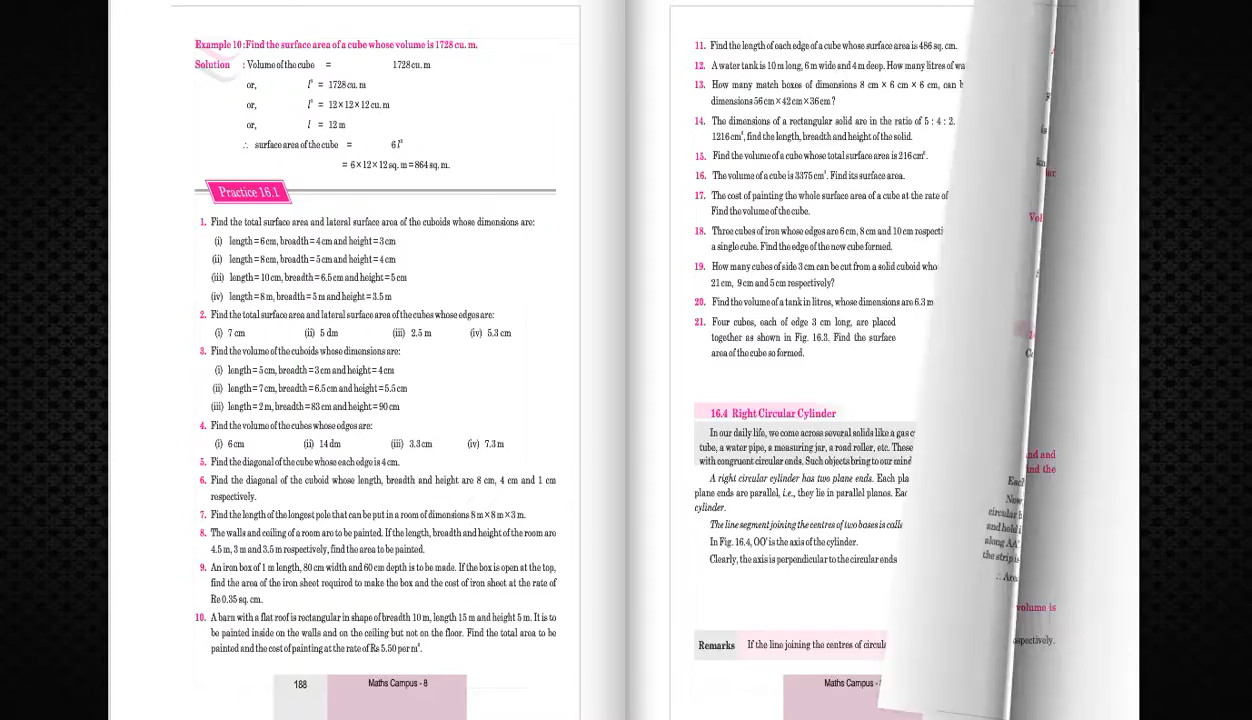 Example 10 :Find the surface area of a cube whose volume is 1728 cu. m.
Solution : Volume of the cube = 1728 cu. m
or, l³ = 1728 cu. m
or, l³ = 12 × 12 × 12 cu. m
or, l = 12 m
∴ surface area of the cube = 6 l²
= 6 × 12 × 12 sq. m = 864 sq. m.
Practice 16.1
1. Find the total surface area and lateral surface area of the cuboids whose dimensions are:
(i) length = 6 cm, breadth = 4 cm and height = 3 cm
(ii) length = 8 cm, breadth = 5 cm and height = 4 cm
(iii) length = 10 cm, breadth = 6.5 cm and height = 5 cm
(iv) length = 8 m, breadth = 5 m and height = 3.5 m
2. Find the total surface area and lateral surface area of the cubes whose edges are:
(i) 7 cm (ii) 5 dm (iii) 2.5 m (iv) 5.3 cm
3. Find the volume of the cuboids whose dimensions are:
(i) length = 5 cm, breadth = 3 cm and height = 4 cm
(ii) length = 7 cm, breadth = 6.5 cm and height = 5.5 cm
(iii) length = 2 m, breadth = 83 cm and height = 90 cm
4. Find the volume of the cubes whose edges are:
(i) 6 cm (ii) 14 dm (iii) 3.3 cm (iv) 7.3 m
5. Find the diagonal of the cube whose each edge is 4 cm.
6. Find the diagonal of the cuboid whose length, breadth and height are 8 cm, 4 cm and 1 cm
respectively.
7. Find the length of the longest pole that can be put in a room of dimensions 8 m × 8 m × 3 m.
8. The walls and ceiling of a room are to be painted. If the length, breadth and height of the room are
4.5 m, 3 m and 3.5 m respectively, find the area to be painted.
9. An iron box of 1 m length, 80 cm width and 60 cm depth is to be made. If the box is open at the top,
find the area of the iron sheet required to make the box and the cost of iron sheet at the rate of
Re 0.35 sq. cm.
10. A barn with a flat roof is rectangular in shape of breadth 10 m, length 15 m and height 5 m. It is to
be painted inside on the walls and on the ceiling but not on the floor. Find the total area to be
painted and the cost of painting at the rate of Rs 5.50 per m².
188 Maths Campus - 8
11. Find the length of each edge of a cube whose surface area is 486 sq. cm.
12. A water tank is 10 m long, 6 m wide and 4 m deep. How many litres of wa
13. How many match boxes of dimensions 8 cm × 6 cm × 6 cm, can
dimensions 56 cm × 42 cm × 36 cm ?
14. The dimensions of a rectangular solid are in the ratio of 5 : 4 : 2.
1216 cm², find the length, breadth and height of the solid.
15. Find the volume of a cube whose total surface area is 216 cm².
16. The volume of a cube is 3375 cm³. Find its surface area.
17. The cost of painting the whole surface area of a cube at the rate of
Find the volume of the cube.
18. Three cubes of iron whose edges are 6 cm, 8 cm and 10 cm respecti
a single cube. Find the edge of the new cube formed.
19. How many cubes of side 3 cm can be cut from a solid cuboid who
21 cm, 9 cm and 5 cm respectively?
20. Find the volume of a tank in litres, whose dimensions are 6.3 m
21. Four cubes, each of edge 3 cm long, are placed
together as shown in Fig. 16.3. Find the surface
area of the cube so formed.
16.4 Right Circular Cylinder
In our daily life, we come across several solids like a gas c
tube, a water pipe, a measuring jar, a road roller, etc. These
with congruent circular ends. Such objects bring to our mind
A right circular cylinder has two plane ends. Each pla
plane ends are parallel, i.e., they lie in parallel planes. Eac
cylinder.
The line segment joining the centres of two bases is calle
In Fig. 16.4, OO' is the axis of the cylinder.
Clearly, the axis is perpendicular to the circular ends
Remarks If the line joining the centres of circula
Maths Campus -
Each
Now,
circular b
and hold i
along AA'
the strip is
∴ Area
nd and
ind the
volume is
espectively.